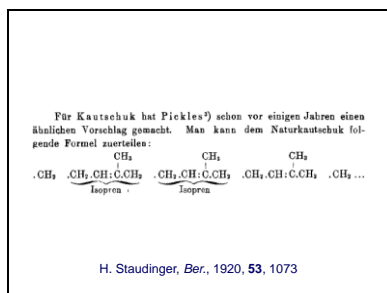 Für Kautschuk hat Pickles³) schon vor einigen Jahren einen
ähnlichen Vorschlag gemacht. Man kann dem Naturkautschuk fol-
gende Formel zuerteilen:
CH₃ CH₃ CH₃
.CH₂ .CH₂.CH:C.CH₂ .CH₂.CH:C.CH₂ .CH₂.CH:C.CH₂ .CH₂ ...
Isopren Isopren
H. Staudinger, Ber., 1920, 53, 1073